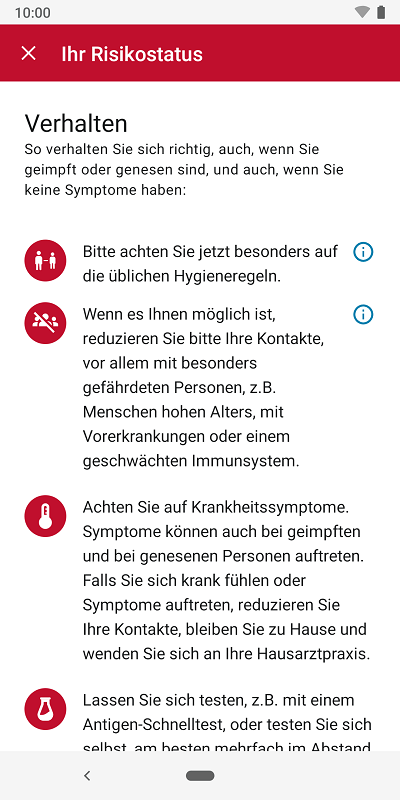 10:00
Ihr Risikostatus
Verhalten
So verhalten Sie sich richtig, auch, wenn Sie
geimpft oder genesen sind, und auch, wenn Sie
keine Symptome haben:
Bitte achten Sie jetzt besonders auf
die üblichen Hygieneregeln.
Wenn es Ihnen möglich ist,
reduzieren Sie bitte Ihre Kontakte,
vor allem mit besonders
gefährdeten Personen, z.B.
Menschen hohen Alters, mit
Vorerkrankungen oder einem
geschwächten Immunsystem.
Achten Sie auf Krankheitssymptome.
Symptome können auch bei geimpften
und bei genesenen Personen auftreten.
Falls Sie sich krank fühlen oder
Symptome auftreten, reduzieren Sie
Ihre Kontakte, bleiben Sie zu Hause und
wenden Sie sich an Ihre Hausarztpraxis.
Lassen Sie sich testen, z.B. mit einem
Antigen-Schnelltest, oder testen Sie sich
selbst, am besten mehrfach im Abstand